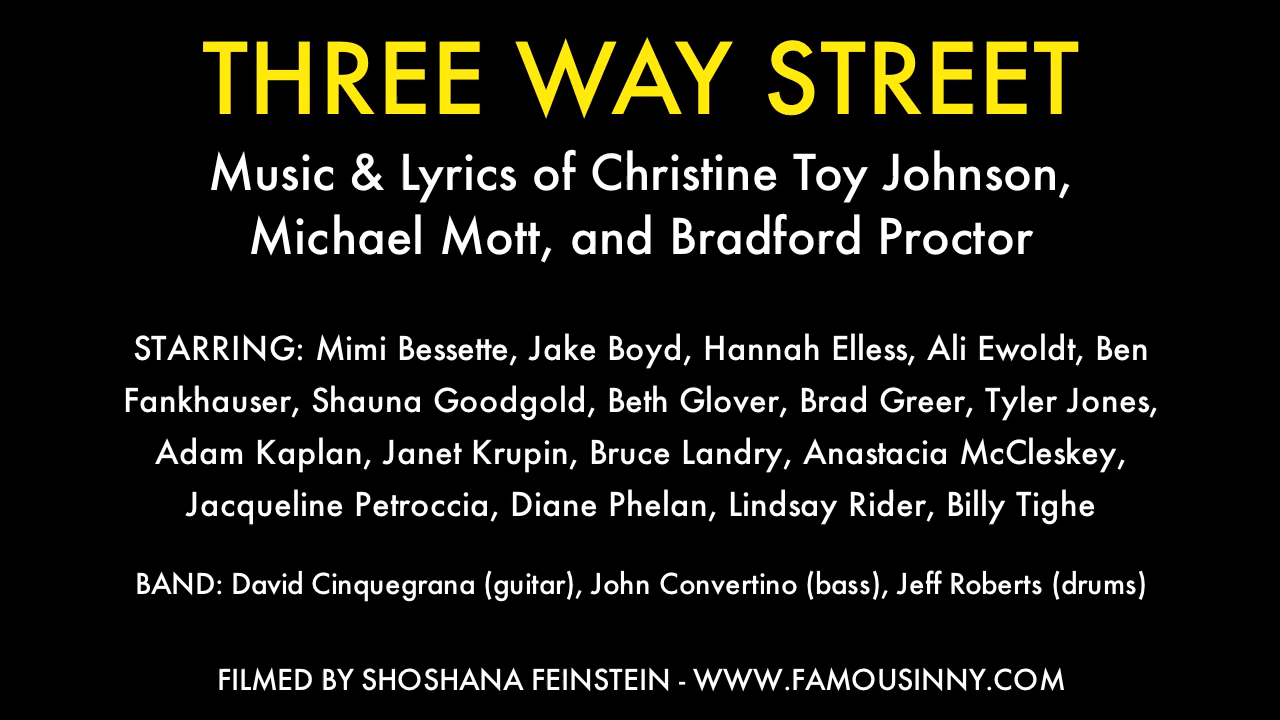 THREE WAY STREET
Music & Lyrics of Christine Toy Johnson,
Michael Mott, and Bradford Proctor
STARRING: Mimi Bessette, Jake Boyd, Hannah Elless, Ali Ewoldt, Ben
Fankhauser, Shauna Goodgold, Beth Glover, Brad Greer, Tyler Jones,
Adam Kaplan, Janet Krupin, Bruce Landry, Anastacia McCleskey,
Jacqueline Petroccia, Diane Phelan, Lindsay Rider, Billy Tighe
BAND: David Cinquegrana (guitar), John Convertino (bass), Jeff Roberts (drums)
FILMED BY SHOSHANA FEINSTEIN - WWW.FAMOUSINNY.COM